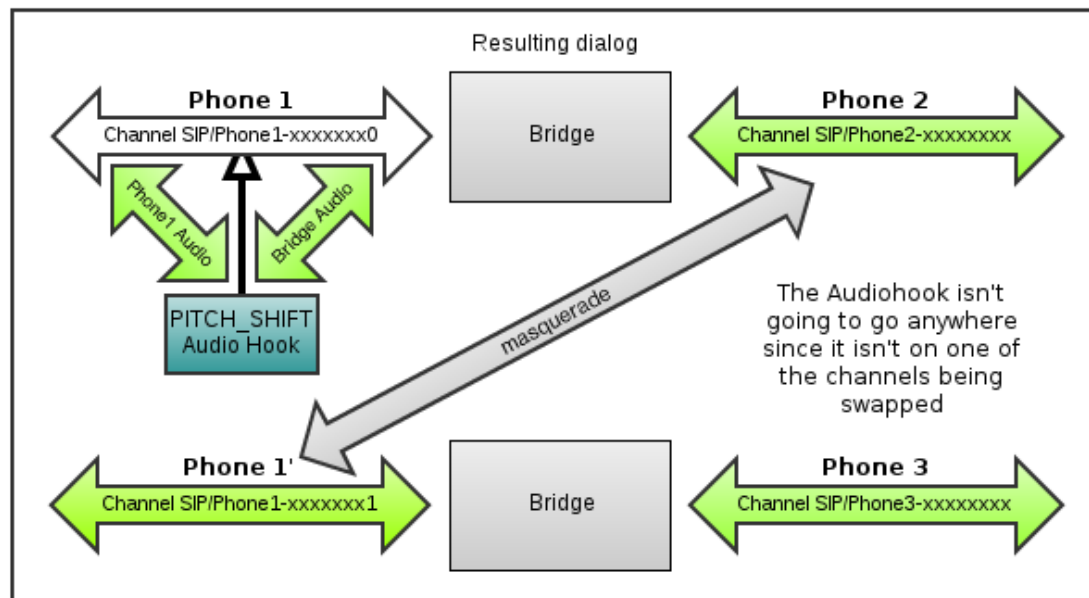 Resulting dialog
Phone 1
Channel SIP/Phone1-xxxxxxx0
Bridge
Phone 2
Channel SIP/Phone2-xxxxxxxx
Phone1 Audio
Bridge Audio
PITCH_SHIFT
Audio Hook
masquerade
The Audiohook isn't
going to go anywhere
since it isn't on one of
the channels being
swapped
Phone 1'
Channel SIP/Phone1-xxxxxxx1
Bridge
Phone 3
Channel SIP/Phone3-xxxxxxxx